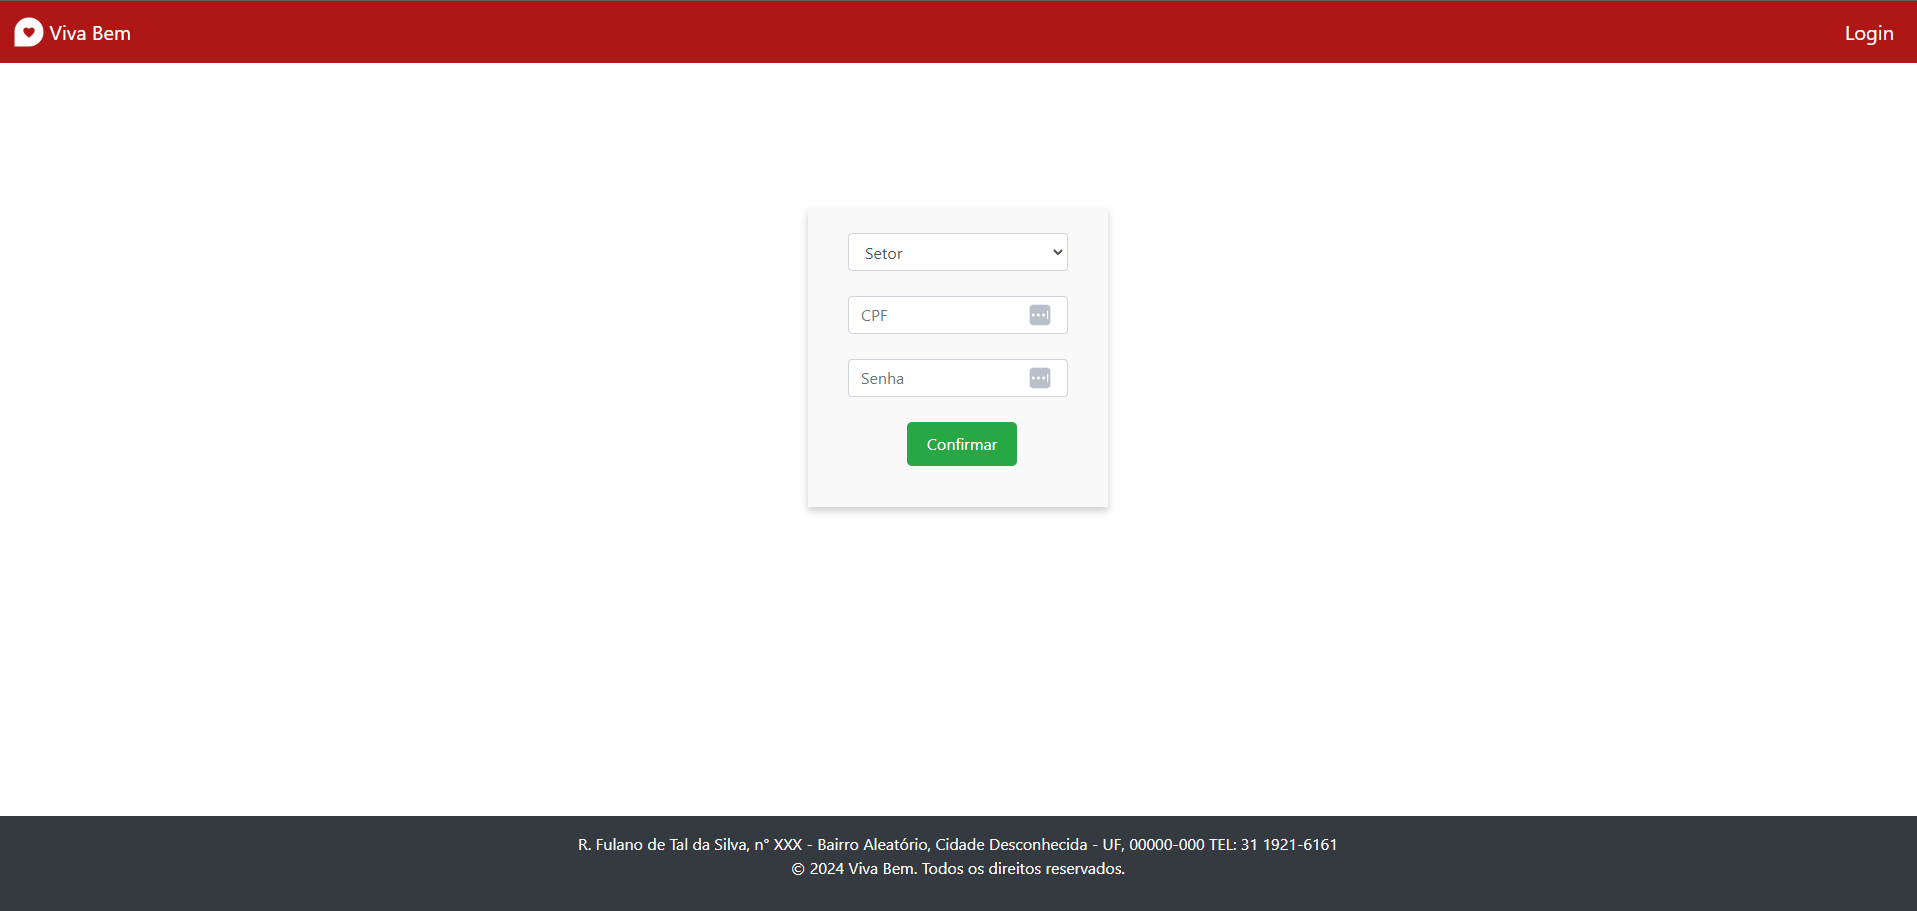 Viva Bem
Login
Setor
CPF
Senha
Confirmar
R. Fulano de Tal da Silva, n° XXX - Bairro Aleatório, Cidade Desconhecida - UF, 00000-000 TEL: 31 1921-6161
© 2024 Viva Bem. Todos os direitos reservados.